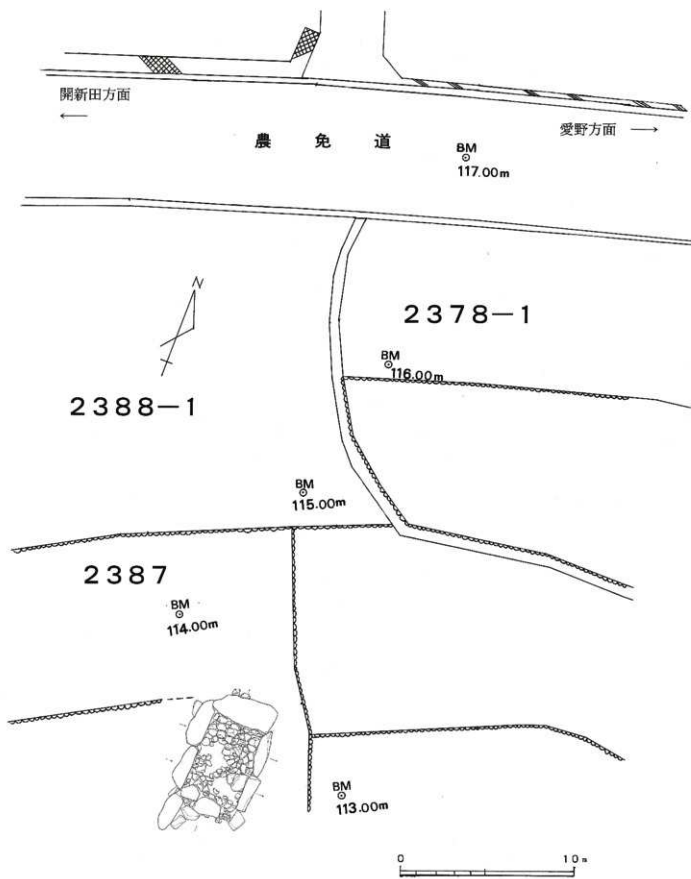 開新田方面
←
愛野方面
→
農免道
BM
117.00m
N
2378-1
BM
116.00m
2388-1
BM
115.00m
2387
BM
114.00m
BM
113.00m
0 10m